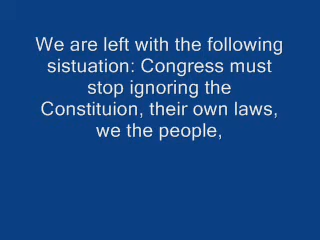 We are left with the following
sistuation: Congress must
stop ignoring the
Constituion, their own laws,
we the people,